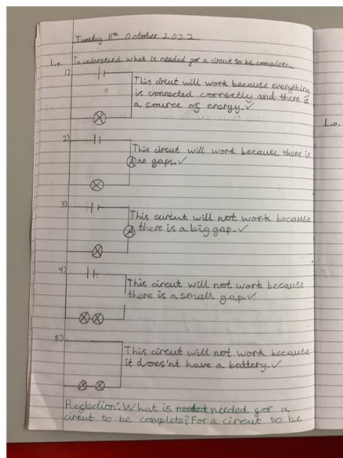 Tuesday 11th October 2022
L.o. To understand what is needed for a circuit to be complete.
1) This circuit will work because everything
is connected correctly and there is
a source of energy.✓
L.o.
2) This circuit will work because there is
no gaps.✓
3) This circuit will not work because
there is a big gap.✓
4) This circuit will not work because
there is a small gap.✓
5) This circuit will not work because
it does'nt have a battery.✓
Reflection: What is needed for a
circuit to be complete? For a circuit to be